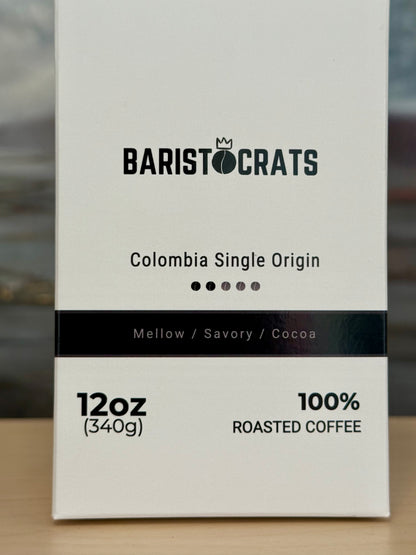 BARISTOCRATS
Colombia Single Origin
Mellow / Savory / Cocoa
12oz
(340g)
100%
ROASTED COFFEE